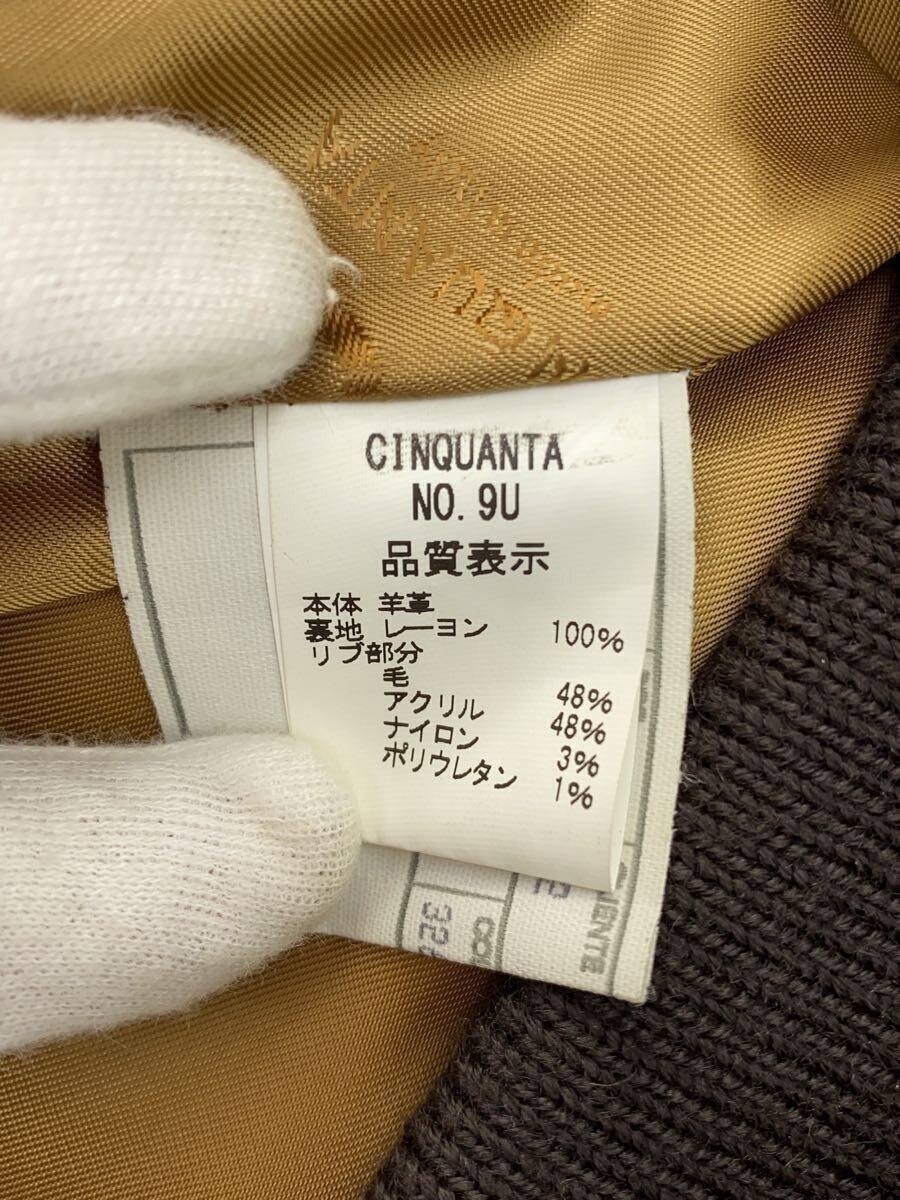 CINQUANTA
NO. 9U
品質表示
本体 羊革
裏地 レーヨン 100%
リブ部分
毛 48%
アクリル 48%
ナイロン 3%
ポリウレタン 1%